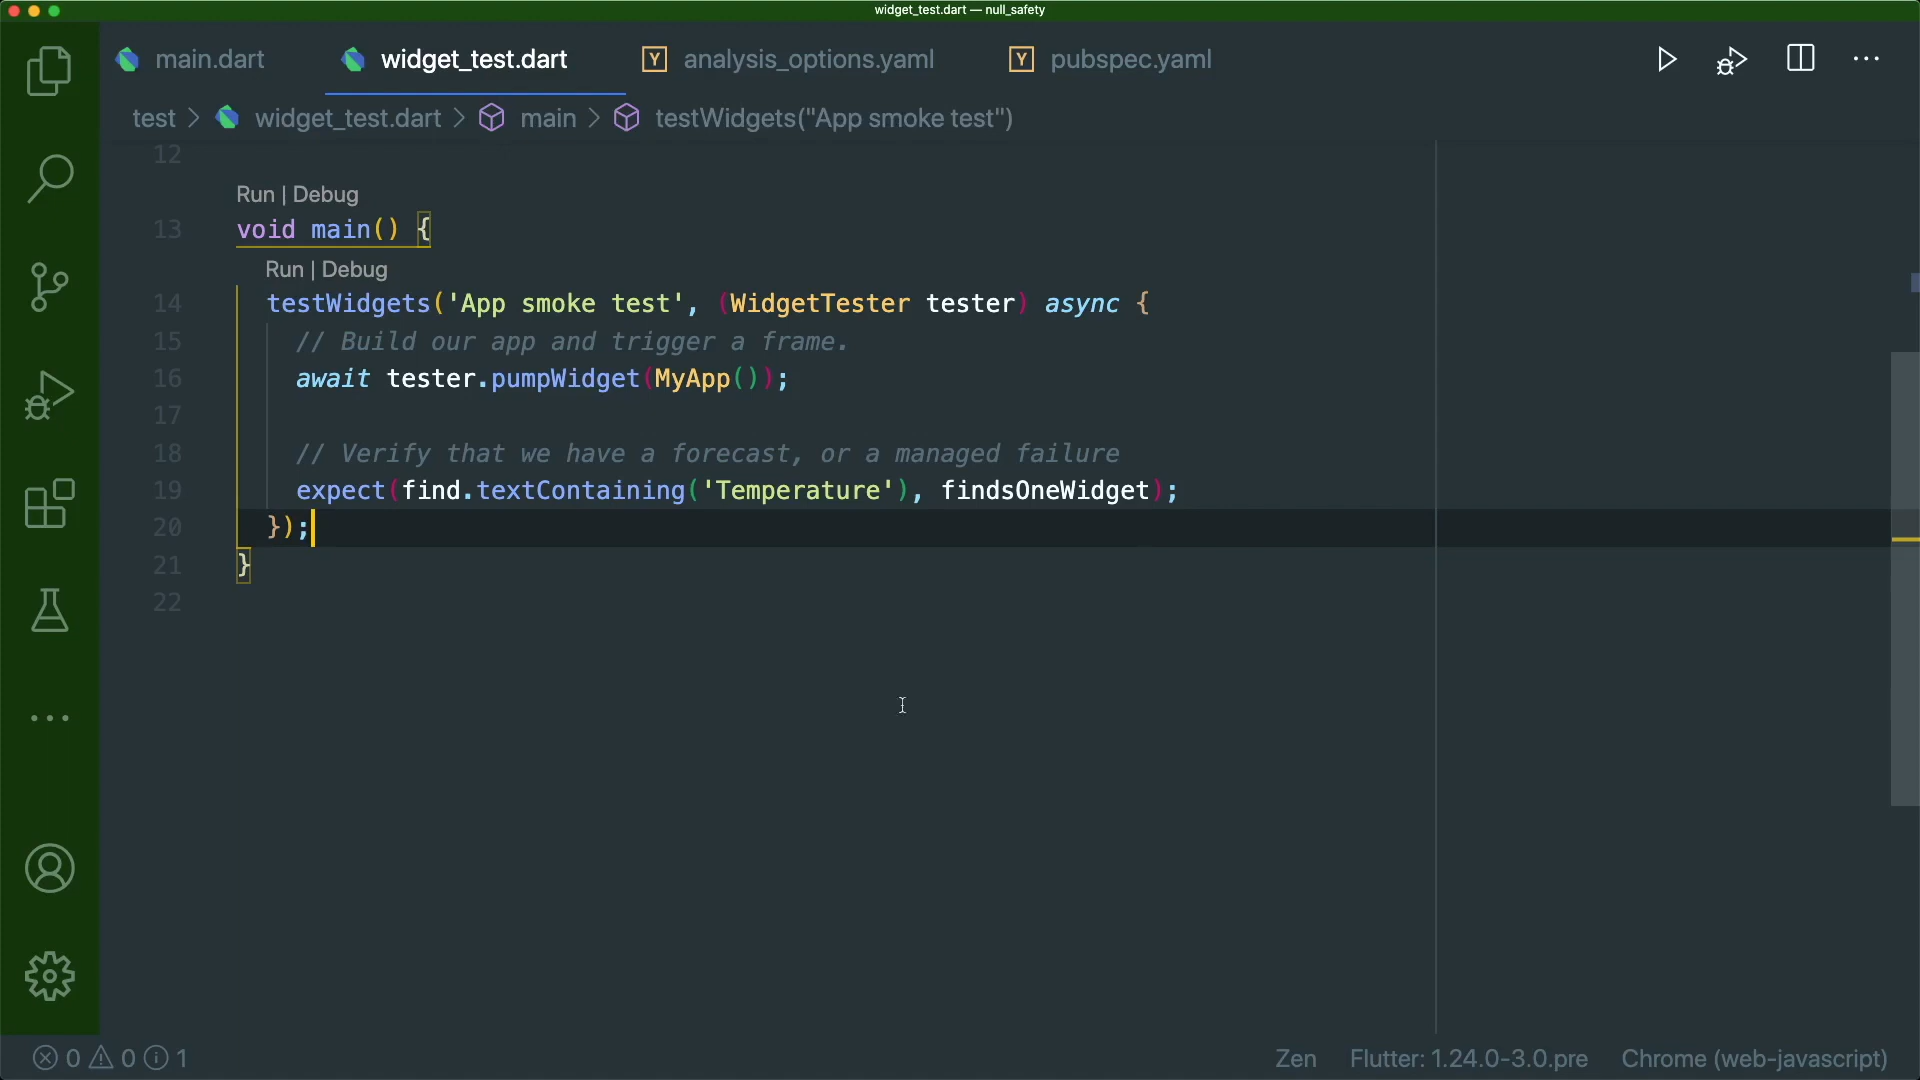 widget_test.dart — null_safety
main.dart
widget_test.dart
Y analysis_options.yaml
Y pubspec.yaml
test > widget_test.dart > main > testWidgets("App smoke test")
12
Run | Debug
13 void main() {
Run | Debug
14 testWidgets('App smoke test', (WidgetTester tester) async {
15 // Build our app and trigger a frame.
16 await tester.pumpWidget(MyApp());
17
18 // Verify that we have a forecast, or a managed failure
19 expect(find.textContaining('Temperature'), findsOneWidget);
20 });
21 }
22
0 0 1
Zen
Flutter: 1.24.0-3.0.pre
Chrome (web-javascript)